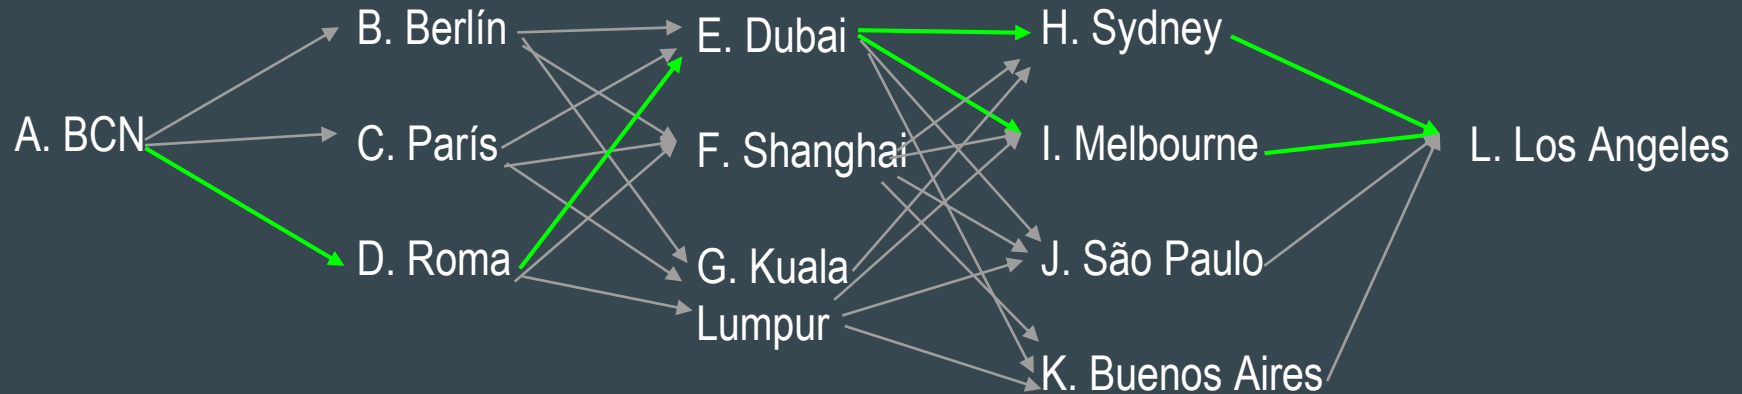 A. BCN
B. Berlín
C. París
D. Roma
E. Dubai
F. Shanghai
G. Kuala
Lumpur
H. Sydney
I. Melbourne
J. São Paulo
K. Buenos Aires
L. Los Angeles